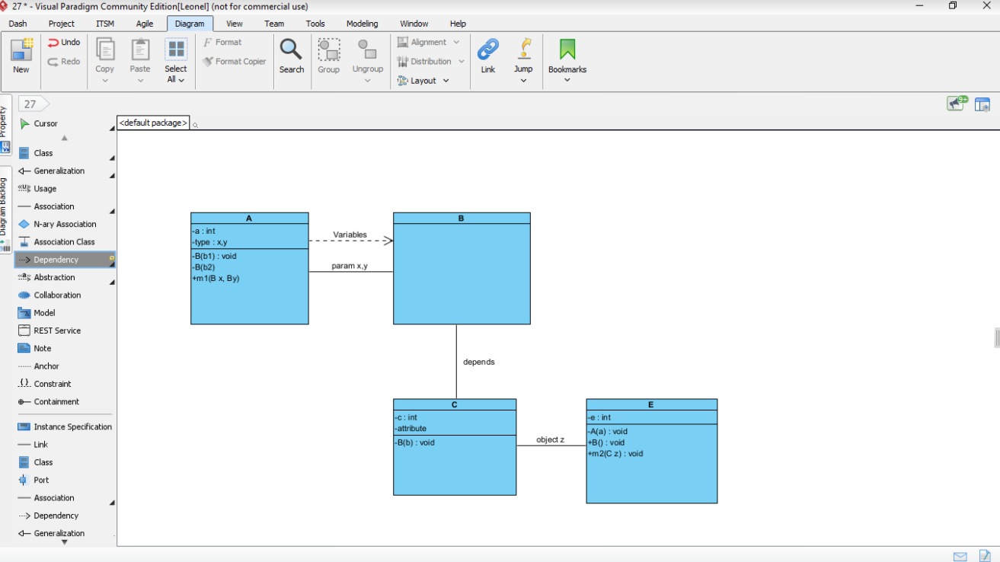 27 * - Visual Paradigm Community Edition[Leonel] (not for commercial use)
Dash Project ITSM Agile Diagram View Team Tools Modeling Window Help
New
Undo
Redo
Copy
Paste
Select
All
Format
Format Copier
Search
Group
Ungroup
Alignment
Distribution
Layout
Link
Jump
Bookmarks
Property
Diagram Backlog
27
9+
<default package>
Cursor
Class
Generalization
Usage
Association
N-ary Association
Association Class
Dependency
Abstraction
Collaboration
Model
REST Service
Note
Anchor
Constraint
Containment
Instance Specification
Link
Class
Port
Association
Dependency
Generalization
A
-a : int
-type : x,y
-B(b1) : void
-B(b2)
+m1(B x, By)
Variables
param x,y
B
depends
C
-c : int
-attribute
-B(b) : void
object z
E
-e : int
-A(a) : void
+B() : void
+m2(C z) : void